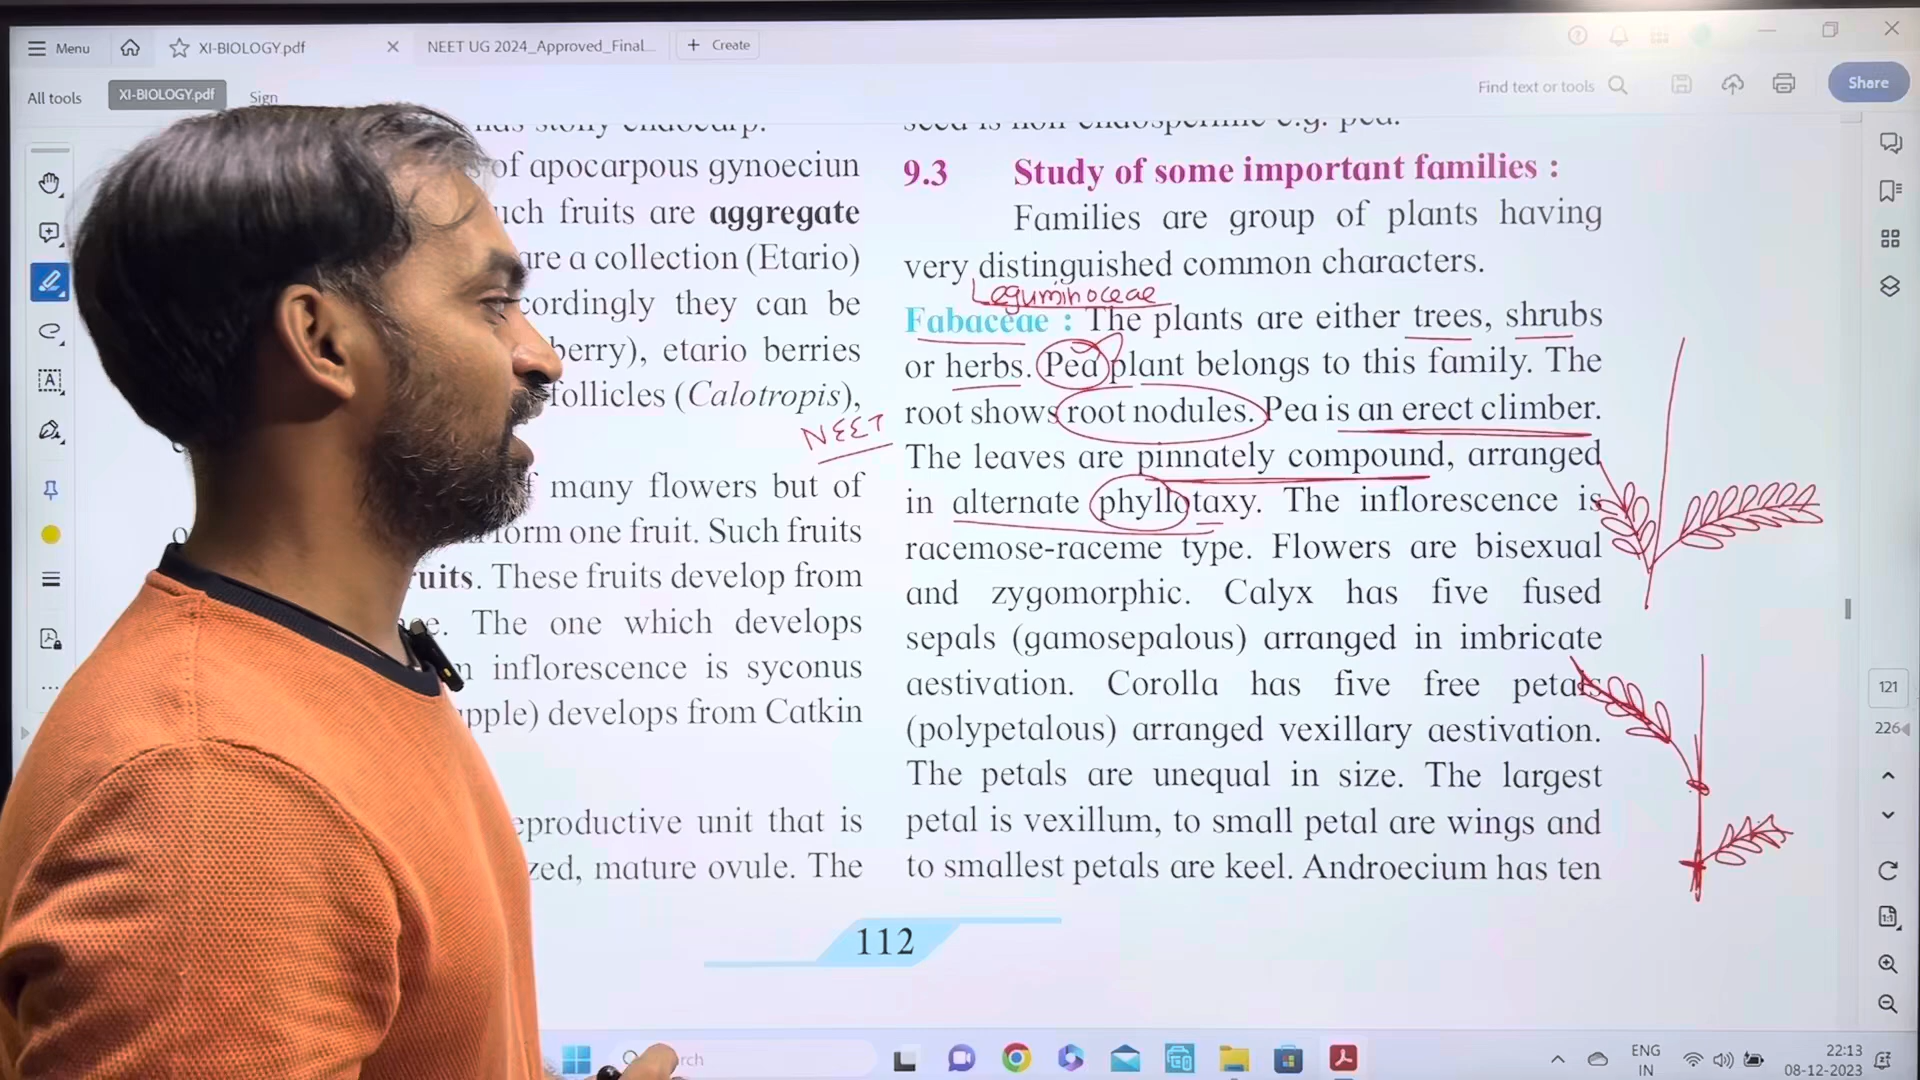 Menu
XI-BIOLOGY.pdf
NEET UG 2024_Approved_Final...
+ Create
All tools
XI-BIOLOGY.pdf
Sign
Find text or tools
Share
of apocarpous gynoeciun
uch fruits are aggregate
are a collection (Etario)
cordingly they can be
berry), etario berries
follicles (Calotropis),
many flowers but of
form one fruit. Such fruits
ruits. These fruits develop from
The one which develops
inflorescence is syconus
apple) develops from Catkin
eproductive unit that is
zed, mature ovule. The
NEET
seed is non endospermic e.g. pea.
9.3 Study of some important families :
Families are group of plants having
very distinguished common characters.
Leguminoceae
Fabaceae : The plants are either trees, shrubs
or herbs. Pea plant belongs to this family. The
root shows root nodules. Pea is an erect climber.
The leaves are pinnately compound, arranged
in alternate phyllotaxy. The inflorescence is
racemose-raceme type. Flowers are bisexual
and zygomorphic. Calyx has five fused
sepals (gamosepalous) arranged in imbricate
aestivation. Corolla has five free petals
(polypetalous) arranged vexillary aestivation.
The petals are unequal in size. The largest
petal is vexillum, to small petal are wings and
to smallest petals are keel. Androecium has ten
112
121
226
ENG
IN
22:13
08-12-2023